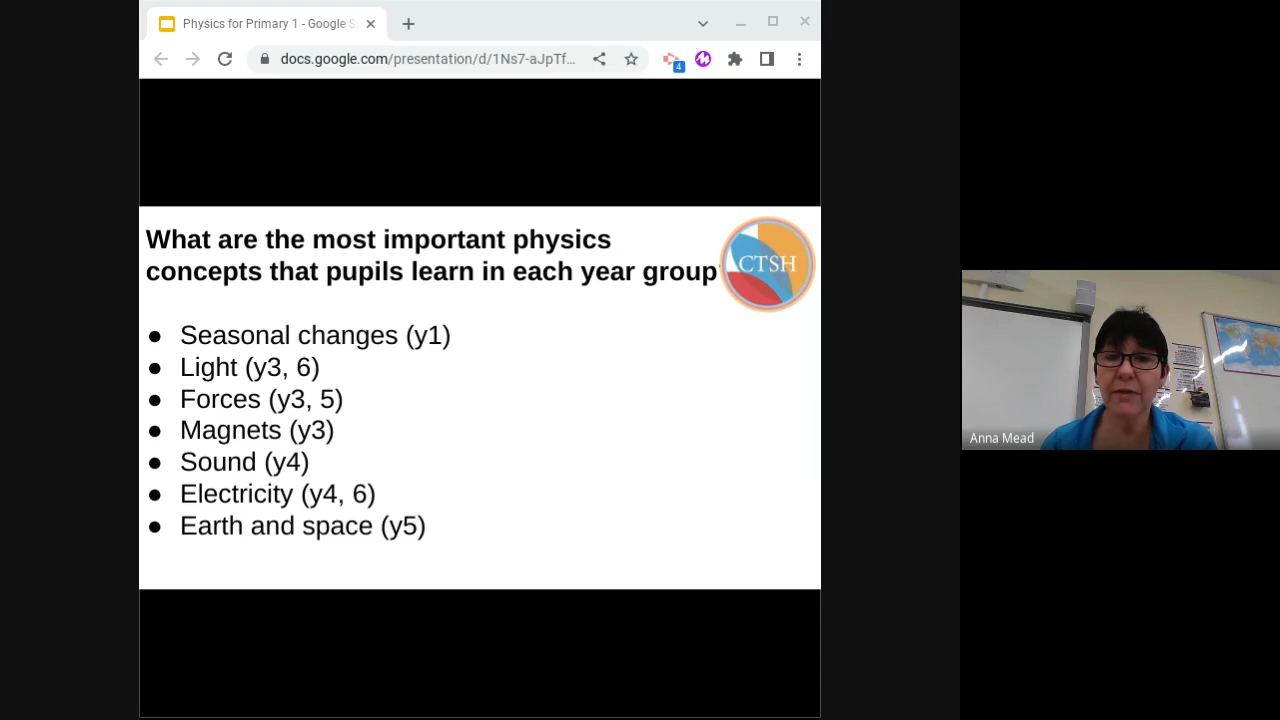 Physics for Primary 1 - Google S
docs.google.com/presentation/d/1Ns7-aJpTf...
4
What are the most important physics
concepts that pupils learn in each year group
CTSH
● Seasonal changes (y1)
● Light (y3, 6)
● Forces (y3, 5)
● Magnets (y3)
● Sound (y4)
● Electricity (y4, 6)
● Earth and space (y5)
Anna Mead